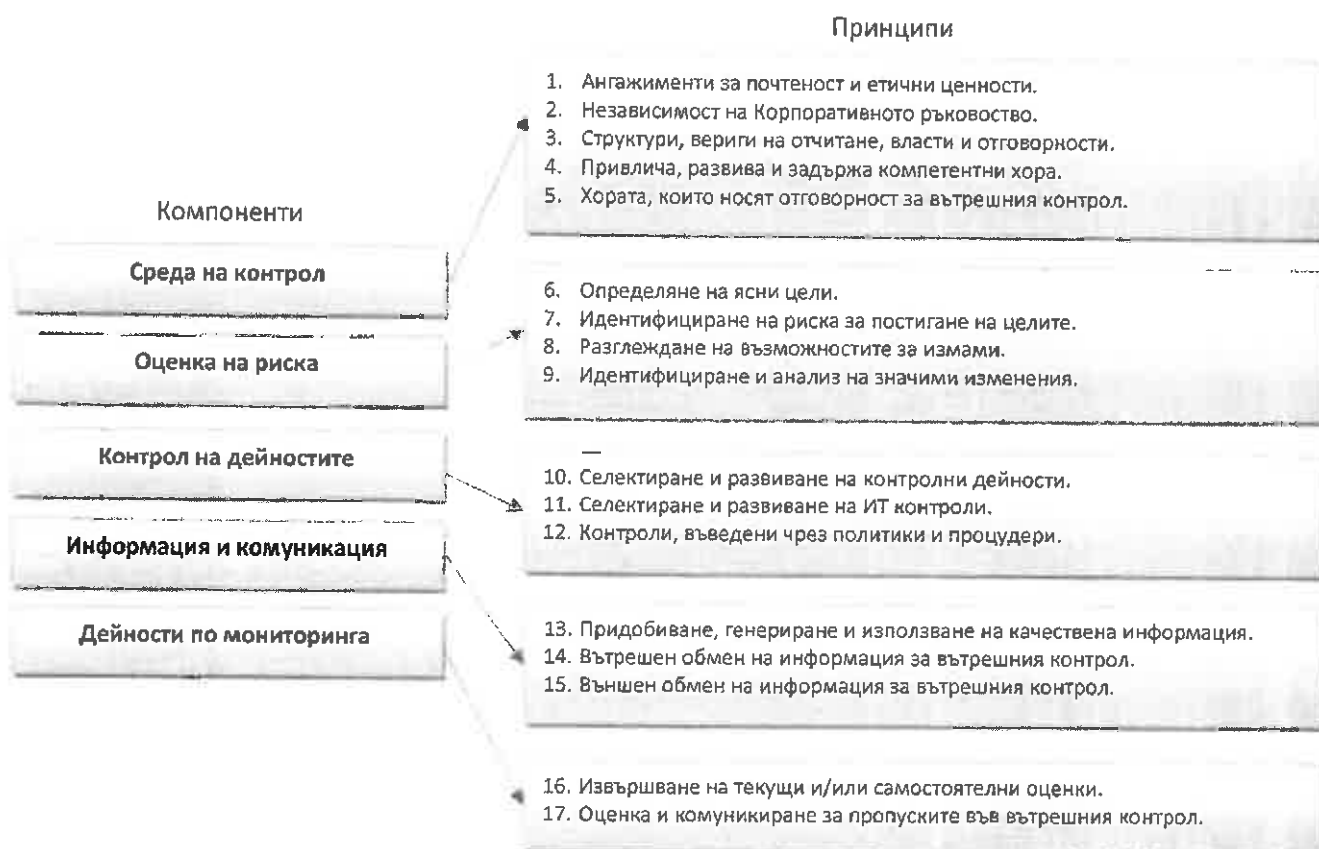 Принципи
1. Ангажименти за почтеност и етични ценности.
2. Независимост на Корпоративното ръковоство.
3. Структури, вериги на отчитане, власти и отговорности.
4. Привлича, развива и задържа компетентни хора.
5. Хората, които носят отговорност за вътрешния контрол.
Компоненти
Среда на контрол
6. Определяне на ясни цели.
7. Идентифициране на риска за постигане на целите.
8. Разглеждане на възможностите за измами.
9. Идентифициране и анализ на значими изменения.
Оценка на риска
Контрол на дейностите
10. Селектиране и развиване на контролни дейности.
11. Селектиране и развиване на ИТ контроли.
12. Контроли, въведени чрез политики и процудери.
Информация и комуникация
Дейности по мониторинга
13. Придобиване, генериране и използване на качествена информация.
14. Вътрешен обмен на информация за вътрешния контрол.
15. Външен обмен на информация за вътрешния контрол.
16. Извършване на текущи и/или самостоятелни оценки.
17. Оценка и комуникиране за пропуските във вътрешния контрол.